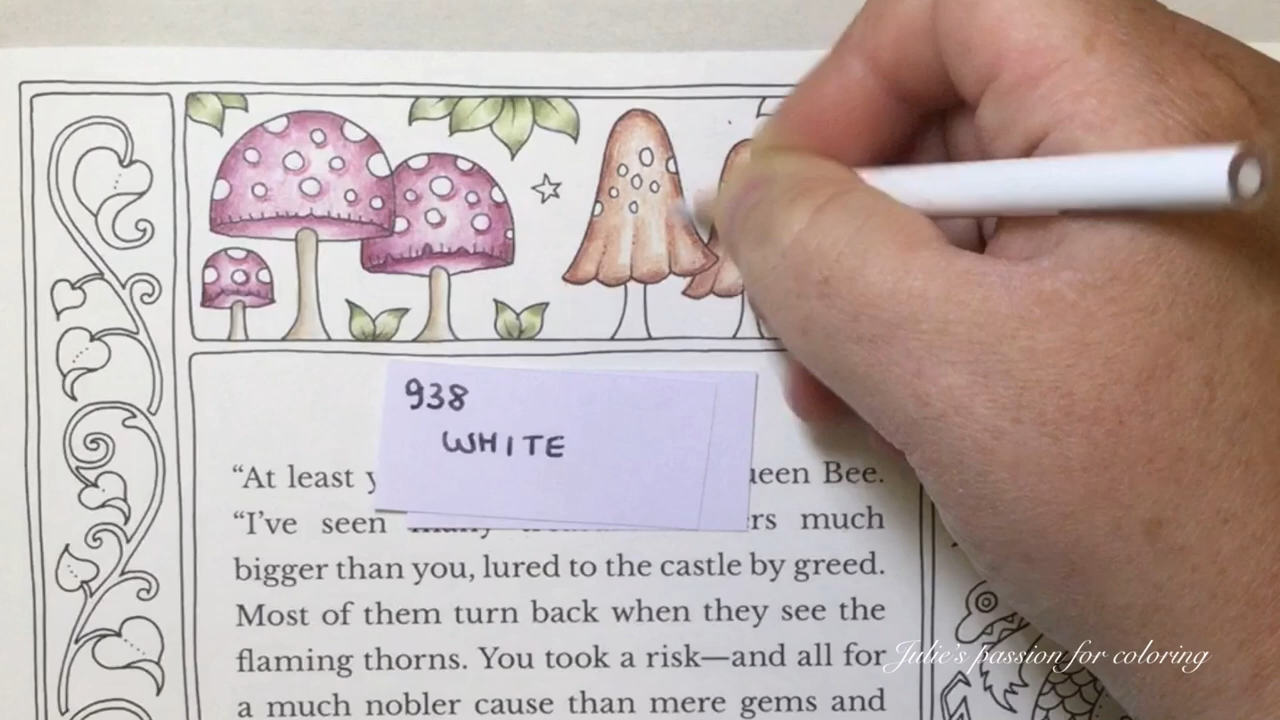 938
WHITE
“At least ueen Bee.
“I’ve seen many rs much
bigger than you, lured to the castle by greed.
Most of them turn back when they see the
flaming thorns. You took a risk—and all for
a much nobler cause than mere gems and
Julie's passion for coloring